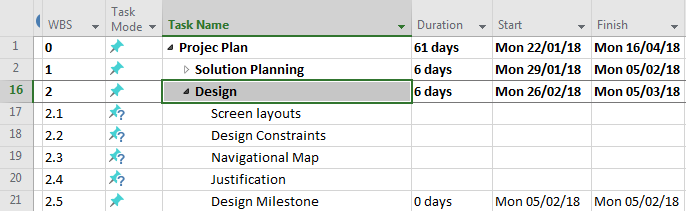 WBS Task Mode Task Name Duration Start Finish
1 0 Projec Plan 61 days Mon 22/01/18 Mon 16/04/18
2 1 Solution Planning 6 days Mon 29/01/18 Mon 05/02/18
16 2 Design 6 days Mon 26/02/18 Mon 05/03/18
17 2.1 Screen layouts
18 2.2 Design Constraints
19 2.3 Navigational Map
20 2.4 Justification
21 2.5 Design Milestone 0 days Mon 05/02/18 Mon 05/02/18